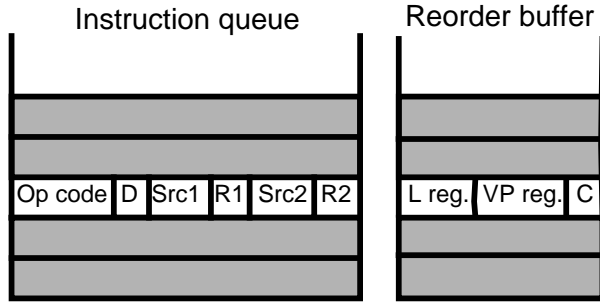 Instruction queue
Reorder buffer
Op code D Src1 R1 Src2 R2
L reg. VP reg. C